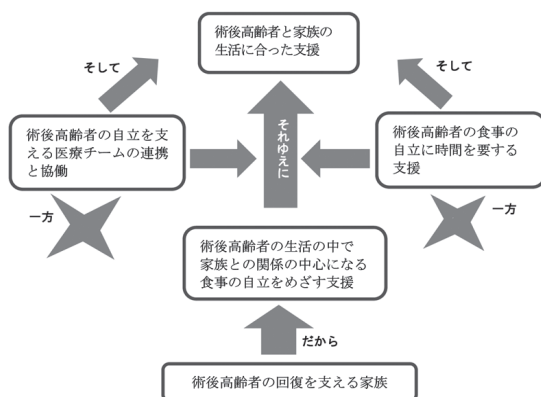 術後高齢者と家族の
生活に合った支援
そして
そして
術後高齢者の自立を支
える医療チームの連携
と協働
それゆえに
術後高齢者の食事の
自立に時間を要する
支援
一方
一方
術後高齢者の生活の中で
家族との関係の中心になる
食事の自立をめざす支援
だから
術後高齢者の回復を支える家族